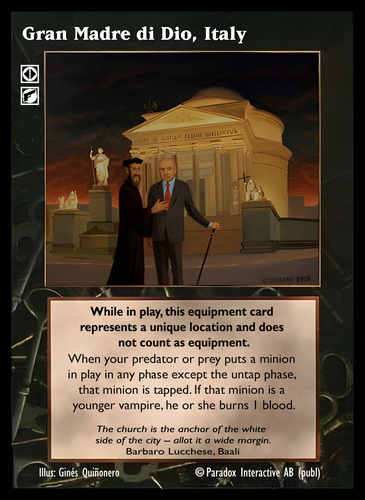 Gran Madre di Dio, Italy
While in play, this equipment card
represents a unique location and does
not count as equipment.
When your predator or prey puts a minion
in play in any phase except the untap phase,
that minion is tapped. If that minion is a
younger vampire, he or she burns 1 blood.
The church is the anchor of the white
side of the city – allot it a wide margin.
Barbaro Lucchese, Baali
Illus: Ginés Quiñonero
© Paradox Interactive AB (publ)